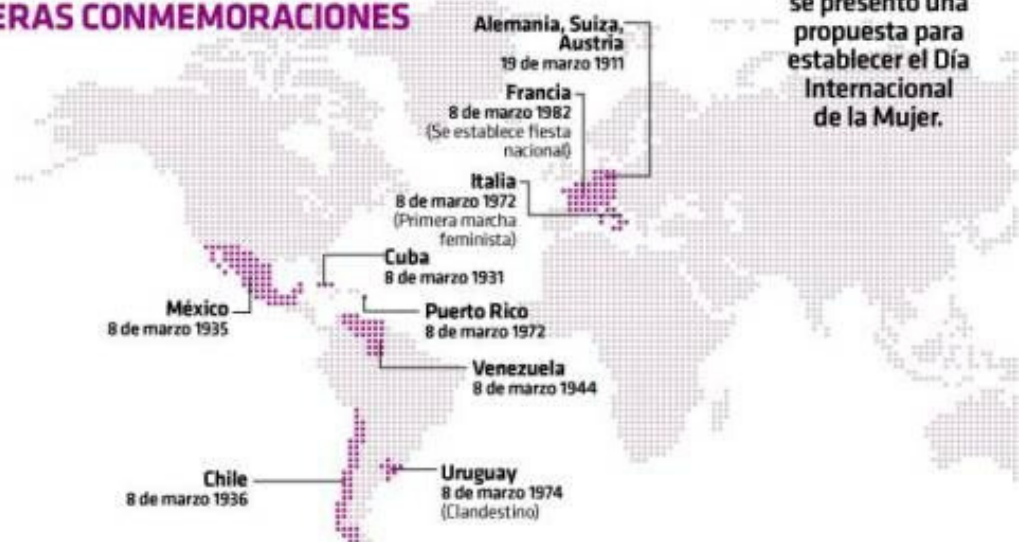 ERAS CONMEMORACIONES
se presentó una
propuesta para
establecer el Día
Internacional
de la Mujer.
Alemania, Suiza,
Austria
19 de marzo 1911
Francia
8 de marzo 1982
(Se establece fiesta
nacional)
Italia
8 de marzo 1972
(Primera marcha
feminista)
Cuba
8 de marzo 1931
México
8 de marzo 1935
Puerto Rico
8 de marzo 1972
Venezuela
8 de marzo 1944
Chile
8 de marzo 1936
Uruguay
8 de marzo 1974
(Clandestino)